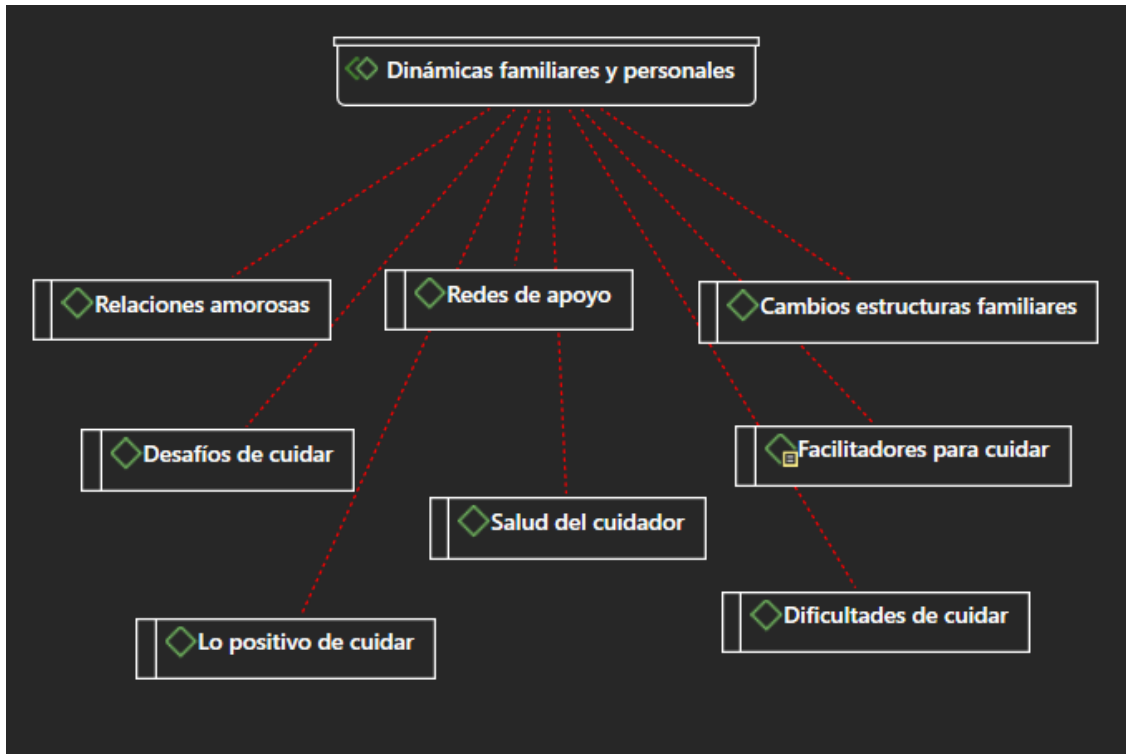 Dinámicas familiares y personales
Relaciones amorosas
Redes de apoyo
Cambios estructuras familiares
Desafíos de cuidar
Facilitadores para cuidar
Salud del cuidador
Lo positivo de cuidar
Dificultades de cuidar